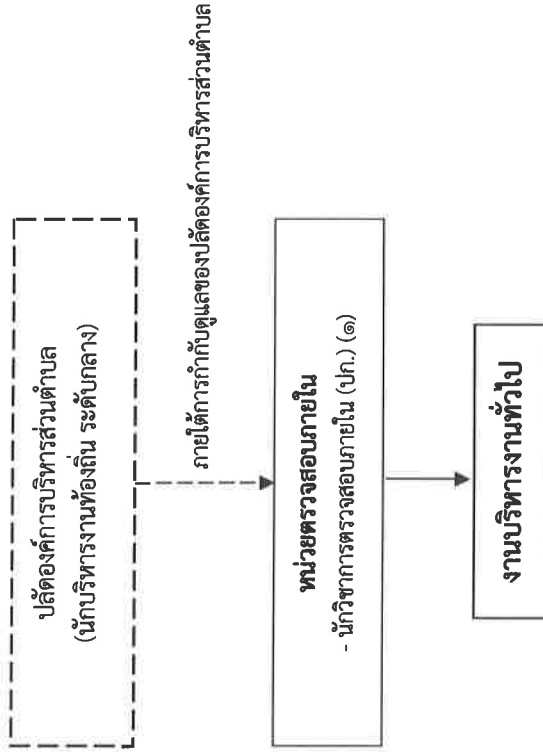 ปลัดองค์การบริหารส่วนตำบล
(นักบริหารงานท้องถิ่น ระดับกลาง)
ภายใต้การกำกับดูแลของปลัดองค์การบริหารส่วนตำบล
หน่วยตรวจสอบภายใน
- นักวิชาการตรวจสอบภายใน (ปก.) (๑)
งานบริหารงานทั่วไป